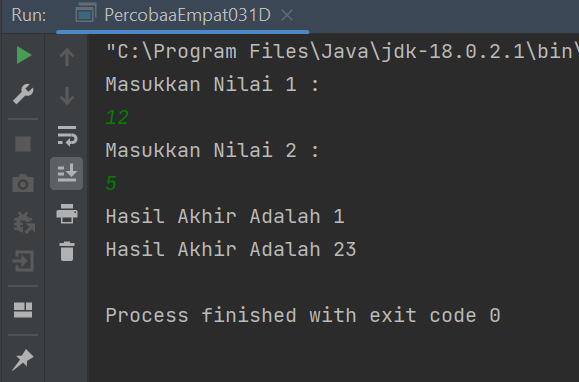 Run: PercobaaEmpat031D
"C:\Program Files\Java\jdk-18.0.2.1\bin\
Masukkan Nilai 1 :
12
Masukkan Nilai 2 :
5
Hasil Akhir Adalah 1
Hasil Akhir Adalah 23
Process finished with exit code 0